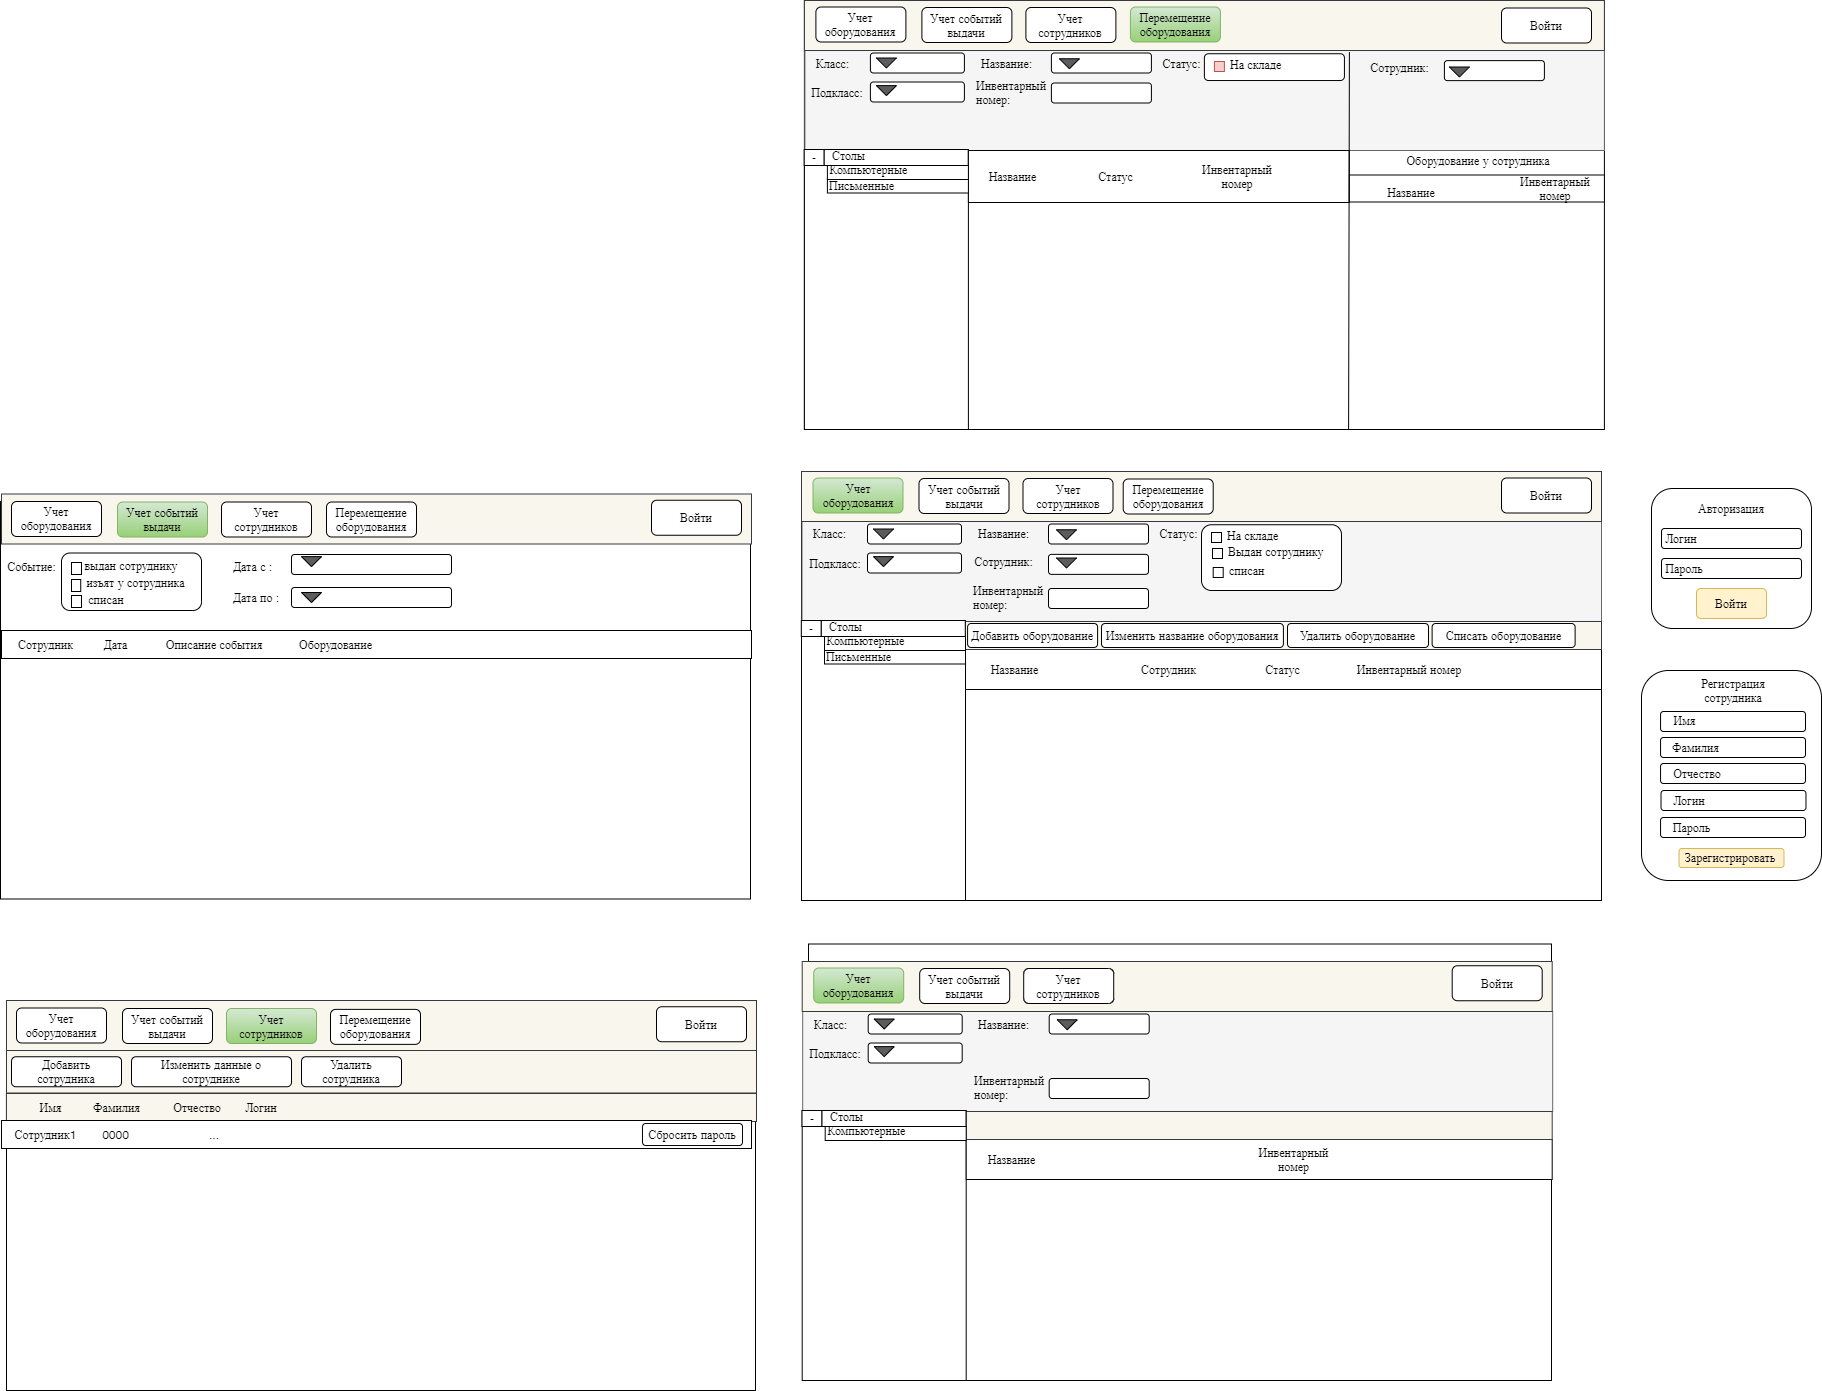 Учет
оборудования
Учет событий
выдачи
Учет
сотрудников
Перемещение
оборудования
Войти
Класс:
Название:
Статус:
На складе
Сотрудник:
Подкласс:
Инвентарный
номер:
-
Столы
Компьютерные
Письменные
Название
Статус
Инвентарный
номер
Оборудование у сотрудника
Название
Инвентарный
номер
Учет
оборудования
Учет событий
выдачи
Учет
сотрудников
Перемещение
оборудования
Войти
Событие:
выдан сотруднику
изъят у сотрудника
списан
Дата с :
Дата по :
Сотрудник
Дата
Описание события
Оборудование
Учет
оборудования
Учет событий
выдачи
Учет
сотрудников
Перемещение
оборудования
Войти
Класс:
Название:
Статус:
На складе
Выдан сотруднику
списан
Подкласс:
Сотрудник:
Инвентарный
номер:
-
Столы
Компьютерные
Письменные
Добавить оборудование
Изменить название оборудования
Удалить оборудование
Списать оборудование
Название
Сотрудник
Статус
Инвентарный номер
Авторизация
Логин
Пароль
Войти
Регистрация
сотрудника
Имя
Фамилия
Отчество
Логин
Пароль
Зарегистрировать
Учет
оборудования
Учет событий
выдачи
Учет
сотрудников
Перемещение
оборудования
Войти
Добавить
сотрудника
Изменить данные о
сотруднике
Удалить
сотрудника
Имя
Фамилия
Отчество
Логин
Сотрудник1
0000
...
Сбросить пароль
Учет
оборудования
Учет событий
выдачи
Учет
сотрудников
Войти
Класс:
Название:
Подкласс:
Инвентарный
номер:
-
Столы
Компьютерные
Название
Инвентарный
номер